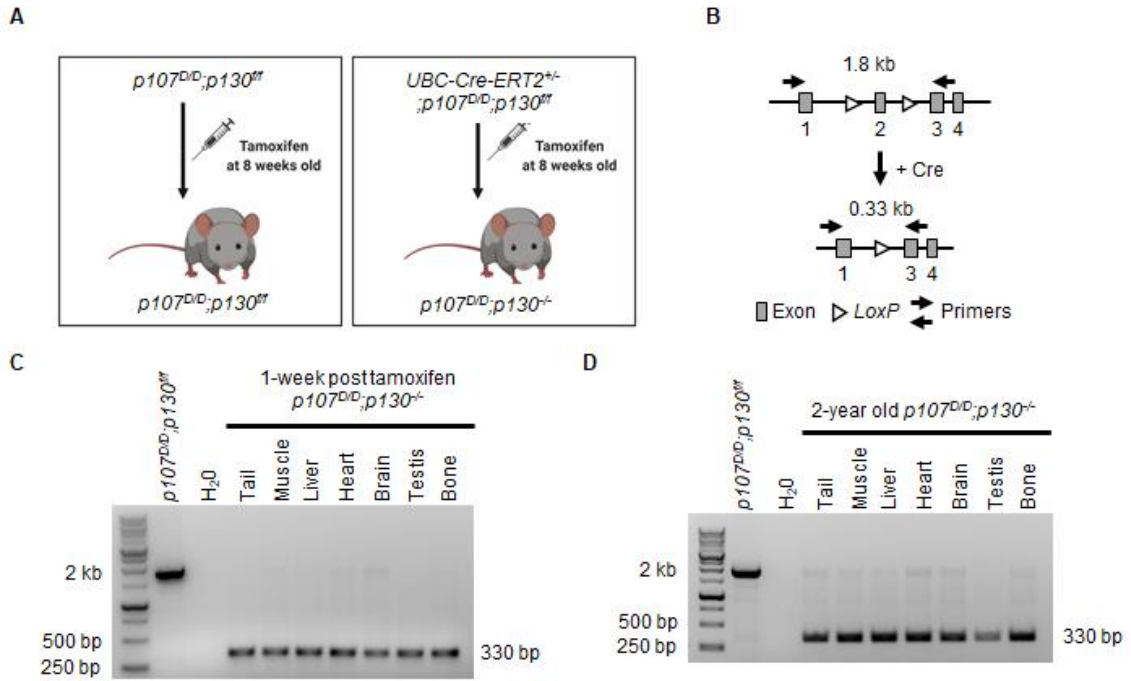 A
p107D/D;p130f/f
Tamoxifen
at 8 weeks old
p107D/D;p130f/f
UBC-Cre-ERT2+/-
;p107D/D;p130f/f
Tamoxifen
at 8 weeks old
p107D/D;p130-/-
B
1.8 kb
1 2 3 4
+ Cre
0.33 kb
1 3 4
Exon LoxP Primers
C
1-week post tamoxifen
p107D/D;p130-/-
p107D/D;p130f/f
H20
Tail
Muscle
Liver
Heart
Brain
Testis
Bone
2 kb
500 bp
250 bp
330 bp
D
2-year old p107D/D;p130-/-
p107D/D;p130f/f
H20
Tail
Muscle
Liver
Heart
Brain
Testis
Bone
2 kb
500 bp
250 bp
330 bp